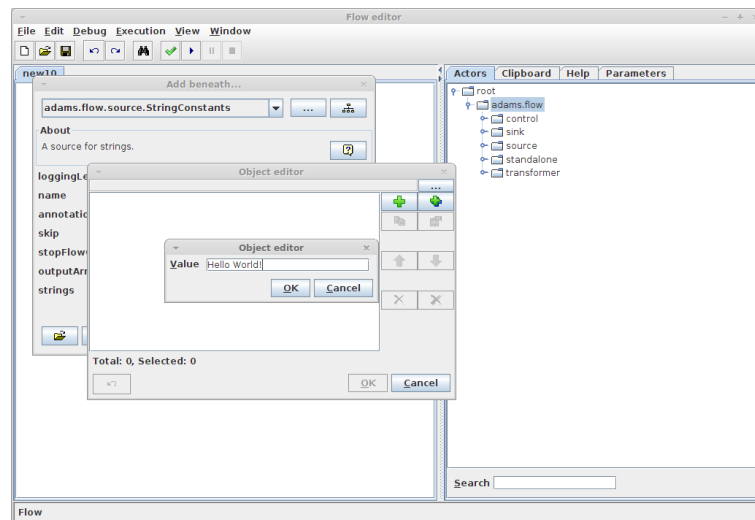 Flow editor
File Edit Debug Execution View Window
new10
Add beneath...
adams.flow.source.StringConstants
...
About
A source for strings.
loggingLe
name
annotatio
skip
stopFlow
outputArr
strings
Object editor
...
Object editor
Value Hello World!
OK Cancel
Total: 0, Selected: 0
OK Cancel
Actors Clipboard Help Parameters
root
adams.flow
control
sink
source
standalone
transformer
Search
Flow